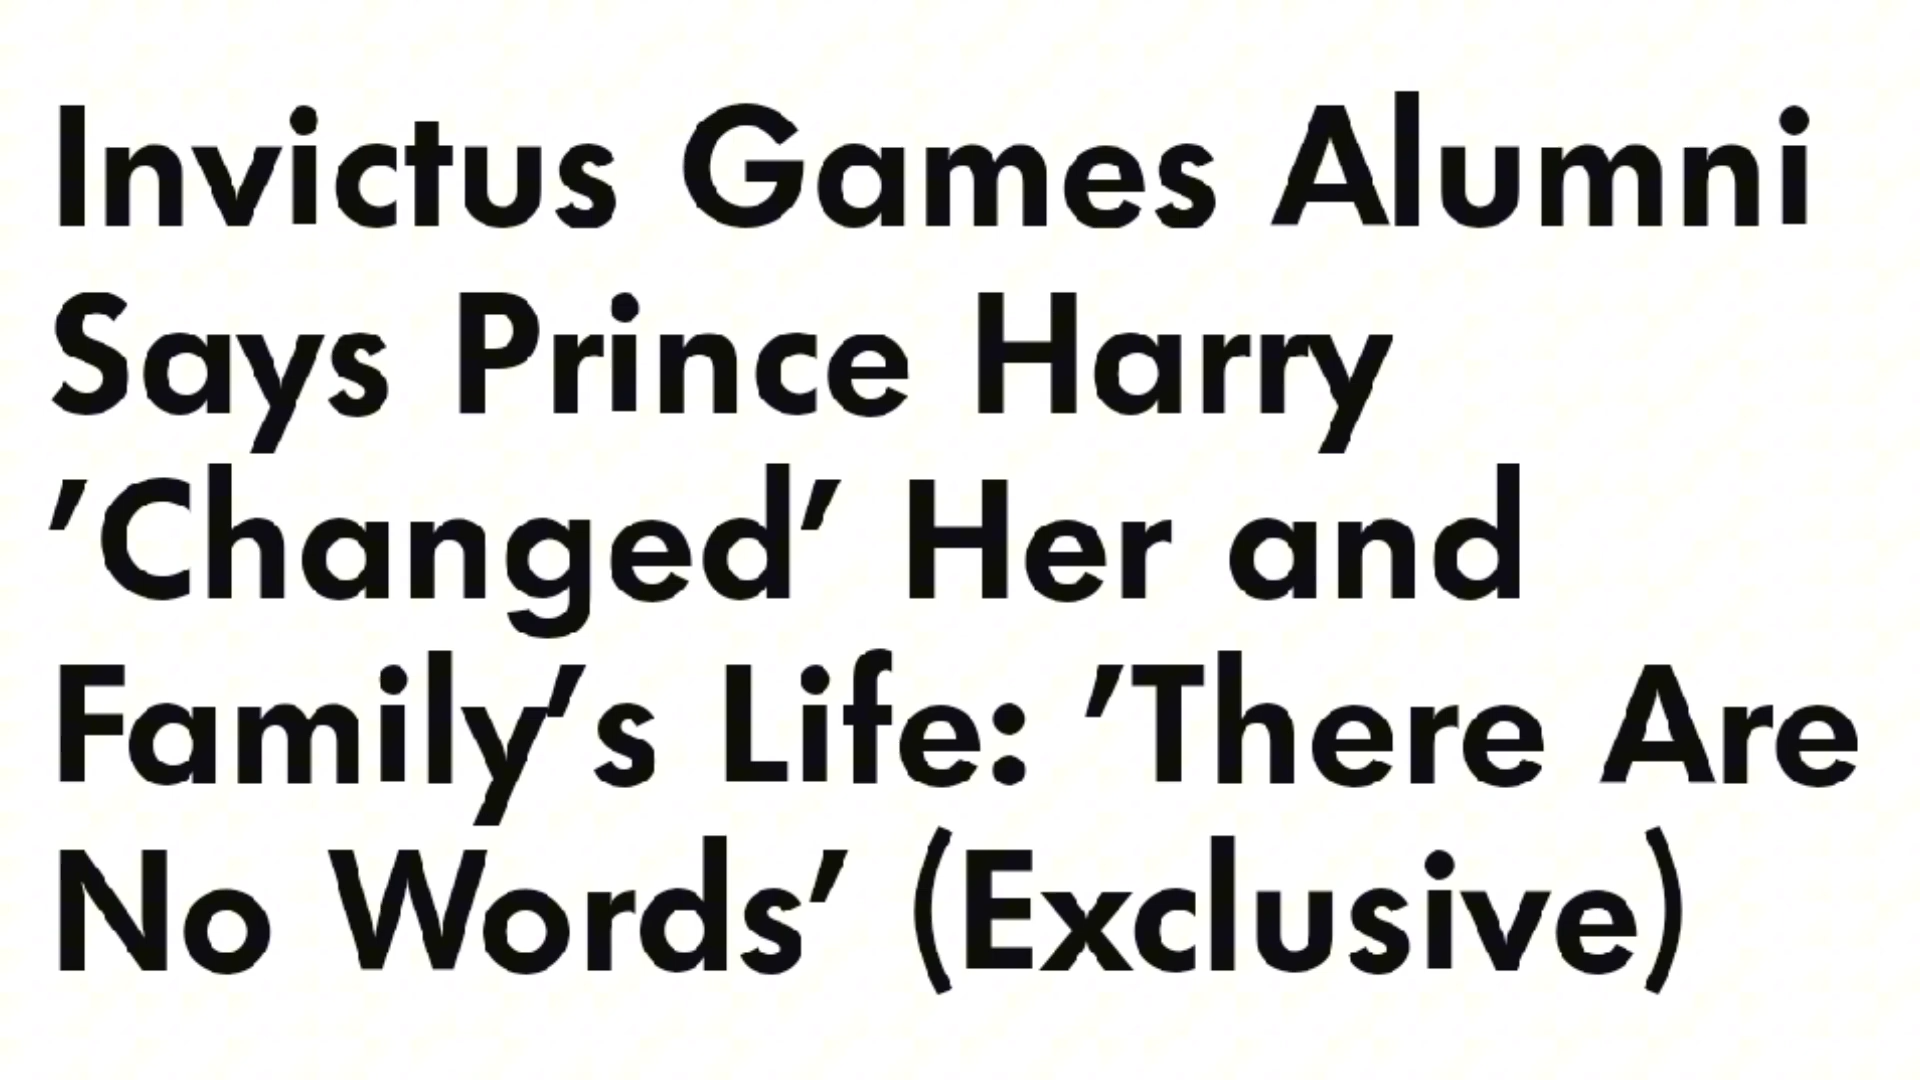 Invictus Games Alumni
Says Prince Harry
’Changed’ Her and
Family’s Life: ’There Are
No Words’ (Exclusive)